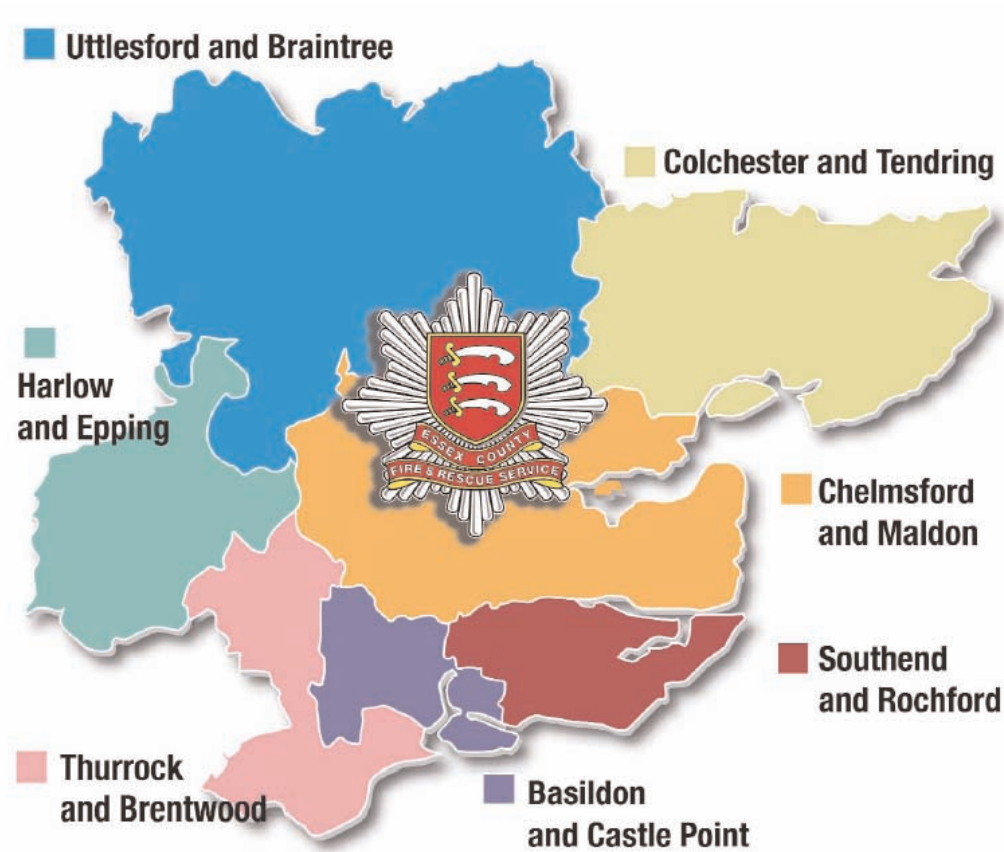 Uttlesford and Braintree
Colchester and Tendring
Harlow
and Epping
ESSEX COUNTY
FIRE & RESCUE SERVICE
Chelmsford
and Maldon
Southend
and Rochford
Thurrock
and Brentwood
Basildon
and Castle Point